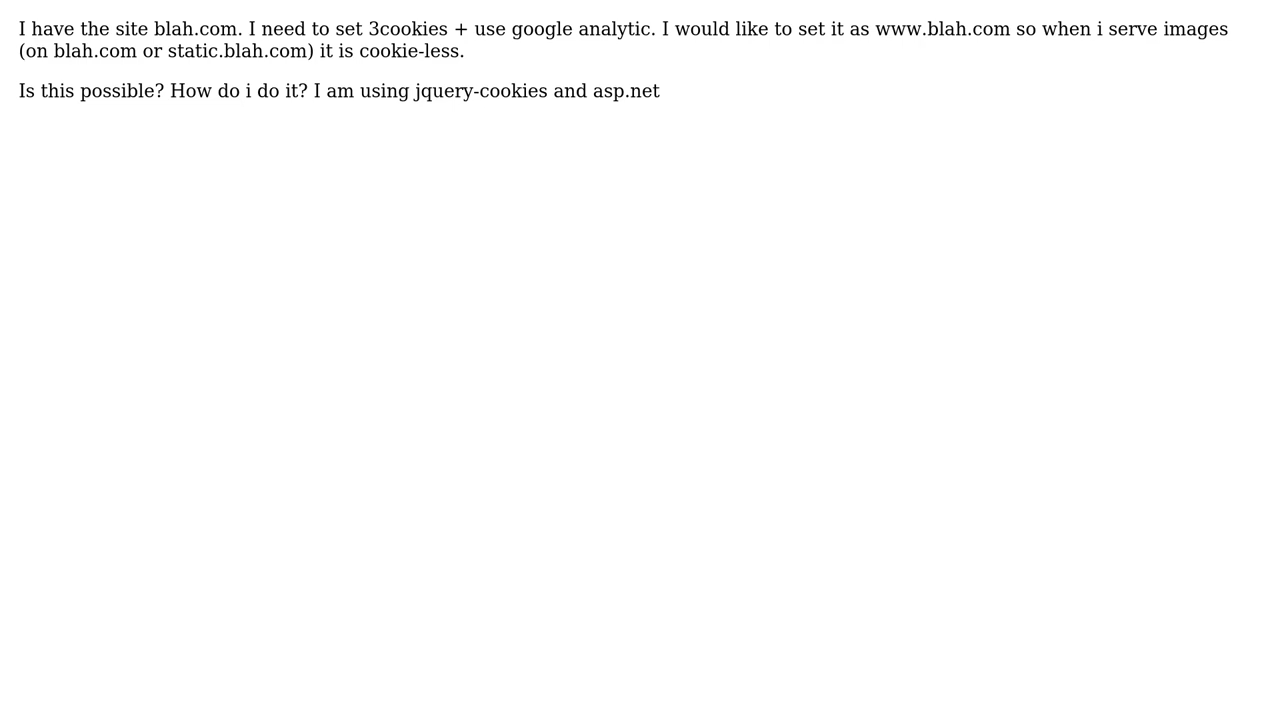 I have the site blah.com. I need to set 3cookies + use google analytic. I would like to set it as www.blah.com so when i serve images
(on blah.com or static.blah.com) it is cookie-less.
Is this possible? How do i do it? I am using jquery-cookies and asp.net